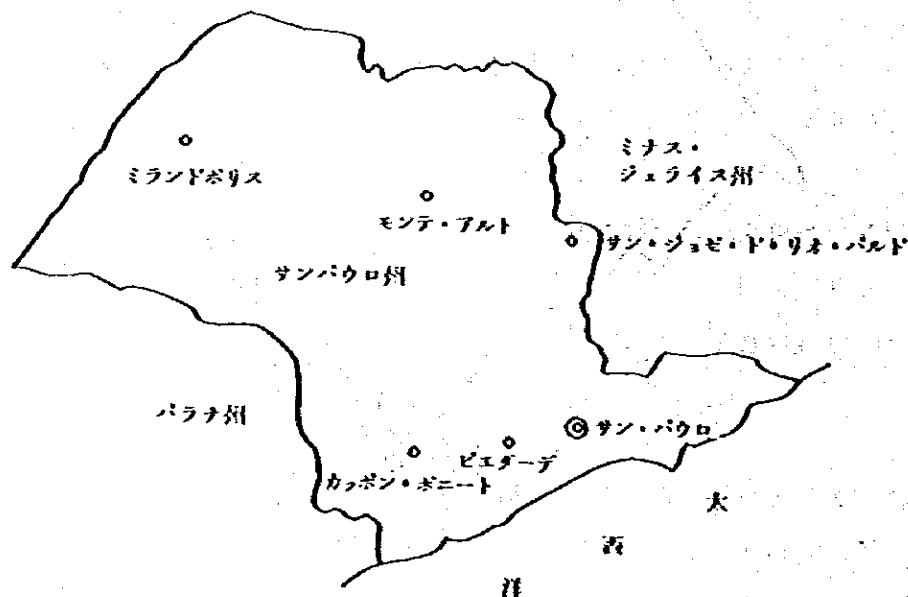 ミナス・
ジェライス州
ミランドポリス
モンテ・アルト
サン・ジョゼ・ド・リオ・パルド
サンパウロ州
パラナ州
サン・パウロ
ピエダーデ
カッポン・ボニート
大
西
洋